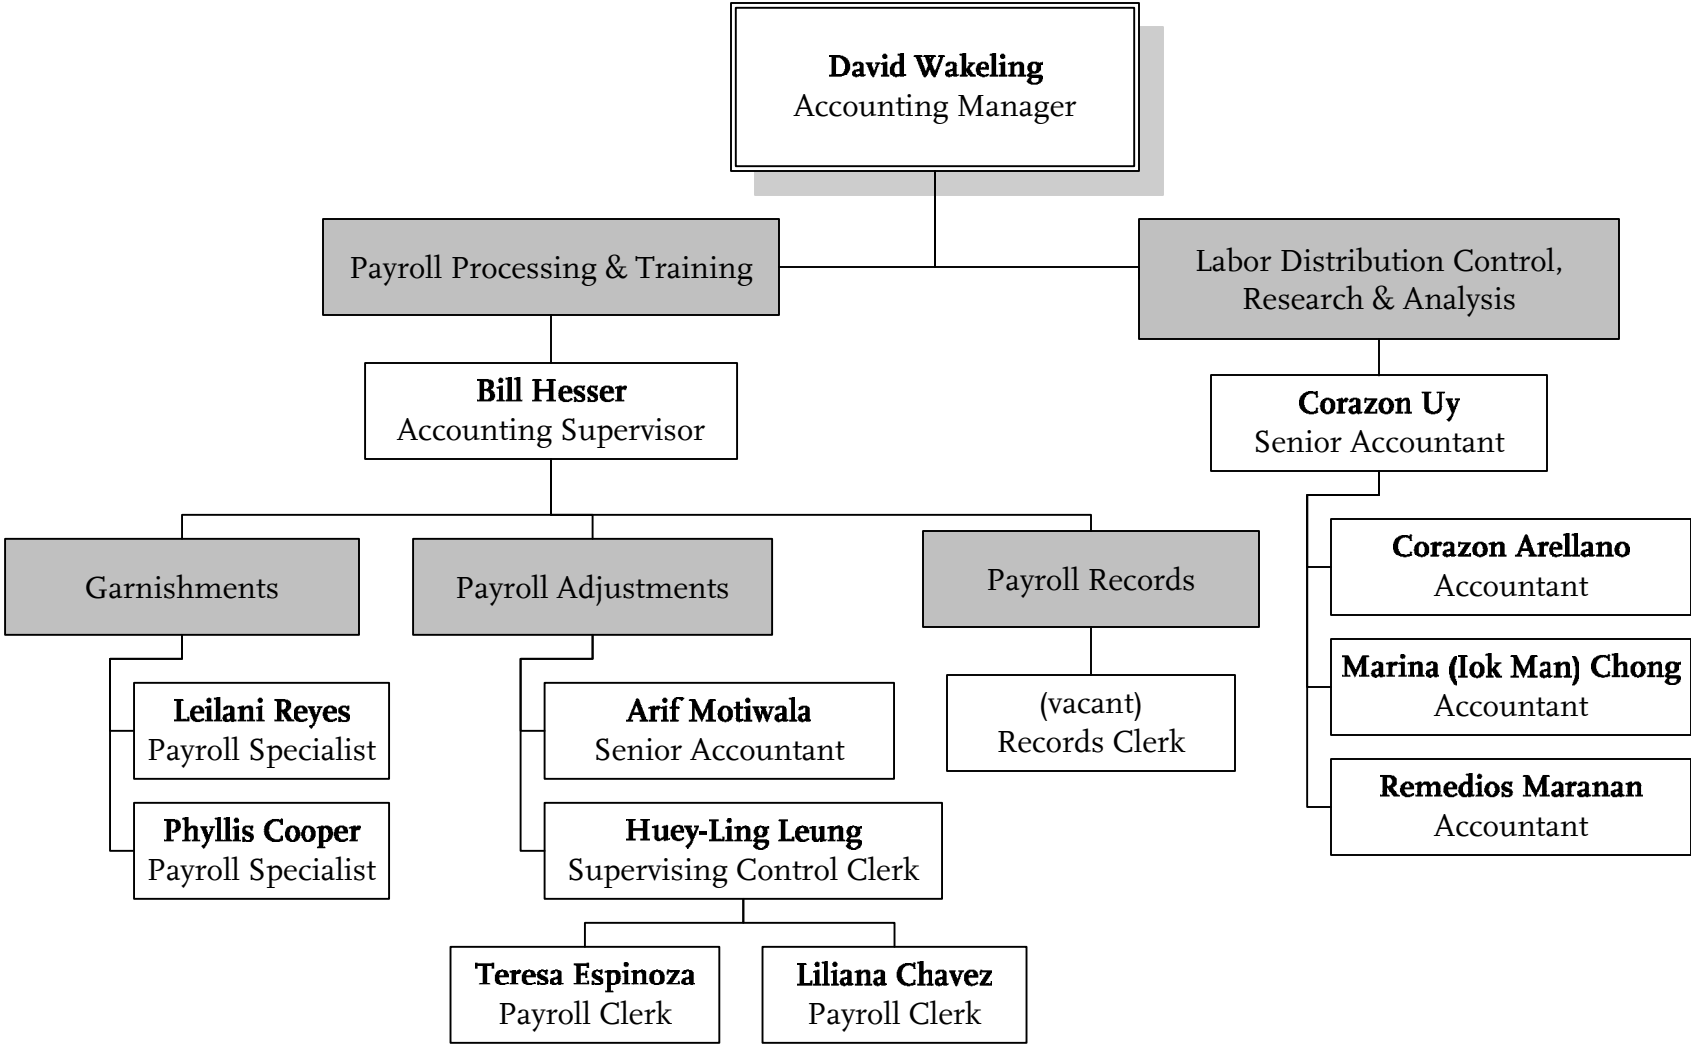 David Wakeling
Accounting Manager
Payroll Processing & Training
Labor Distribution Control,
Research & Analysis
Bill Hesser
Accounting Supervisor
Corazon Uy
Senior Accountant
Garnishments
Payroll Adjustments
Payroll Records
Corazon Arellano
Accountant
Marina (Iok Man) Chong
Accountant
Remedios Maranan
Accountant
Leilani Reyes
Payroll Specialist
Phyllis Cooper
Payroll Specialist
Arif Motiwala
Senior Accountant
Huey-Ling Leung
Supervising Control Clerk
(vacant)
Records Clerk
Teresa Espinoza
Payroll Clerk
Liliana Chavez
Payroll Clerk